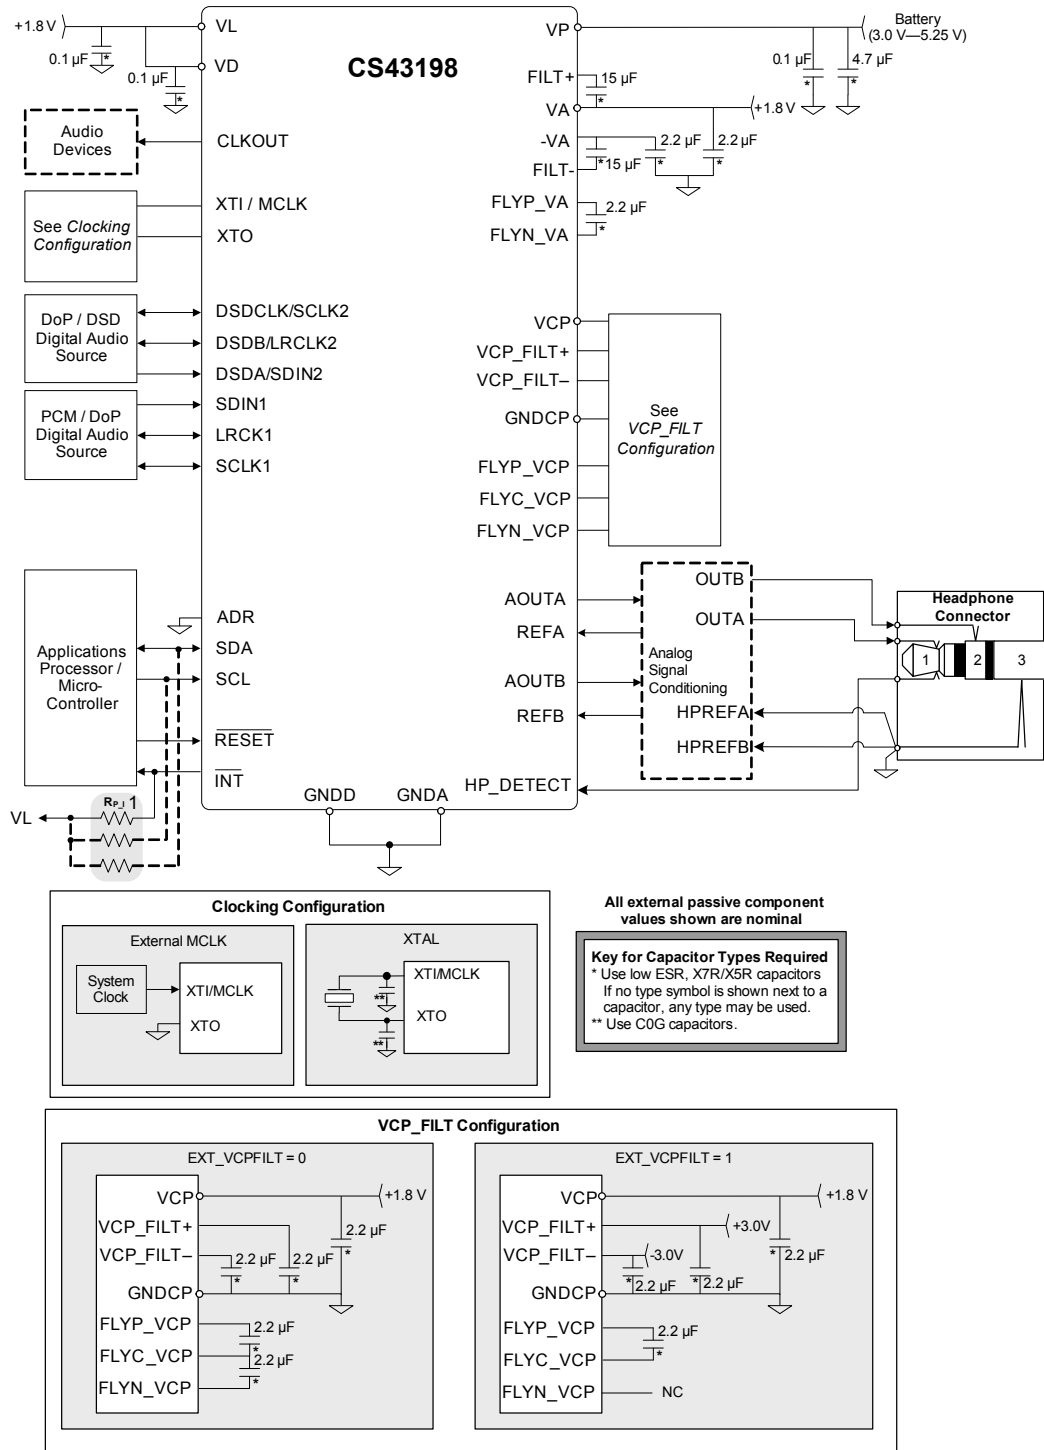 +1.8 V
VL
0.1 µF
*
0.1 µF
*
VD
CS43198
VP
Battery
(3.0 V—5.25 V)
0.1 µF
*
4.7 µF
*
FILT+
15 µF
*
VA
+1.8 V
-VA
*15 µF
2.2 µF
*
2.2 µF
*
FILT-
FLYP_VA
2.2 µF
*
FLYN_VA
Audio
Devices
CLKOUT
See Clocking
Configuration
XTI / MCLK
XTO
DoP / DSD
Digital Audio
Source
DSDCLK/SCLK2
DSDB/LRCLK2
DSDA/SDIN2
PCM / DoP
Digital Audio
Source
SDIN1
LRCK1
SCLK1
VCP
VCP_FILT+
VCP_FILT–
GNDCP
FLYP_VCP
FLYC_VCP
FLYN_VCP
See
VCP_FILT
Configuration
Applications
Processor /
Micro-
Controller
ADR
SDA
SCL
RESET
INT
VL
RP_I 1
GNDD
GNDA
AOUTA
REFA
AOUTB
REFB
HP_DETECT
OUTB
OUTA
Analog
Signal
Conditioning
HPREFA
HPREFB
Headphone
Connector
1
2
3
Clocking Configuration
External MCLK
System
Clock
XTI/MCLK
XTO
XTAL
**
**
XTI/MCLK
XTO
All external passive component
values shown are nominal
Key for Capacitor Types Required
* Use low ESR, X7R/X5R capacitors
If no type symbol is shown next to a
capacitor, any type may be used.
** Use C0G capacitors.
VCP_FILT Configuration
EXT_VCPFILT = 0
VCP
+1.8 V
VCP_FILT+
2.2 µF
*
VCP_FILT–
2.2 µF
*
2.2 µF
*
GNDCP
FLYP_VCP
2.2 µF
*
FLYC_VCP
2.2 µF
*
FLYN_VCP
EXT_VCPFILT = 1
VCP
+1.8 V
VCP_FILT+
+3.0V
VCP_FILT–
-3.0V
* 2.2 µF
* 2.2 µF
* 2.2 µF
GNDCP
FLYP_VCP
2.2 µF
*
FLYC_VCP
FLYN_VCP
NC